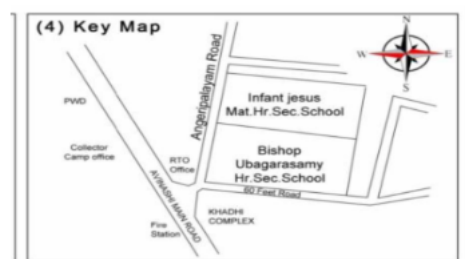 (4) Key Map
N
W
E
S
Angeripalayam Road
Infant jesus
Mat.Hr.Sec.School
PWD
Collector
Camp office
RTO
Office
Bishop
Ubagarasamy
Hr.Sec.School
60 Feet Road
AVINASHI MAIN ROAD
KHADHI
COMPLEX
Fire
Station